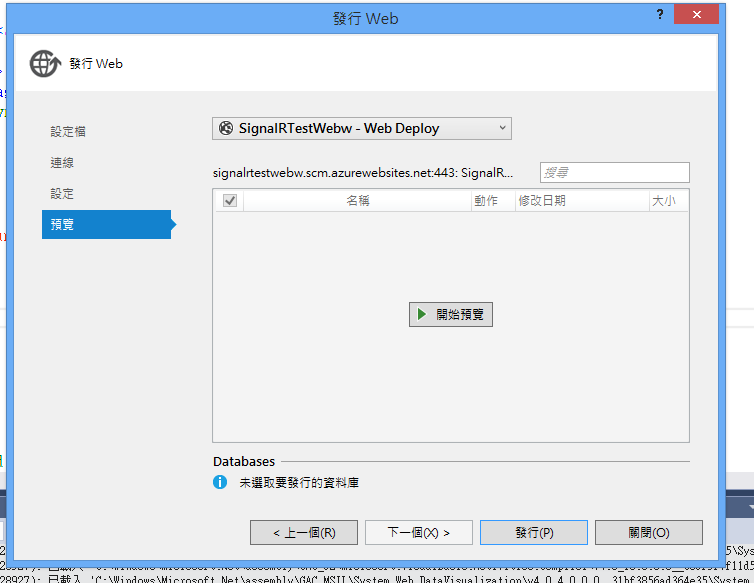 發行 Web
?
發行 Web
設定檔
連線
設定
預覽
SignalRTestWebw - Web Deploy
signalrtestwebw.scm.azurewebsites.net:443: SignalR...
搜尋
名稱 動作 修改日期 大小
開始預覽
Databases
未選取要發行的資料庫
< 上一個(R) 下一個(X) > 發行(P) 關閉(O)
28927): 已載入 'C:\Windows\Microsoft.Net\assembly\GAC_MSIL\System.Web.DataVisualization\v4.0_4.0.0.0__31bf3856ad364e35\System